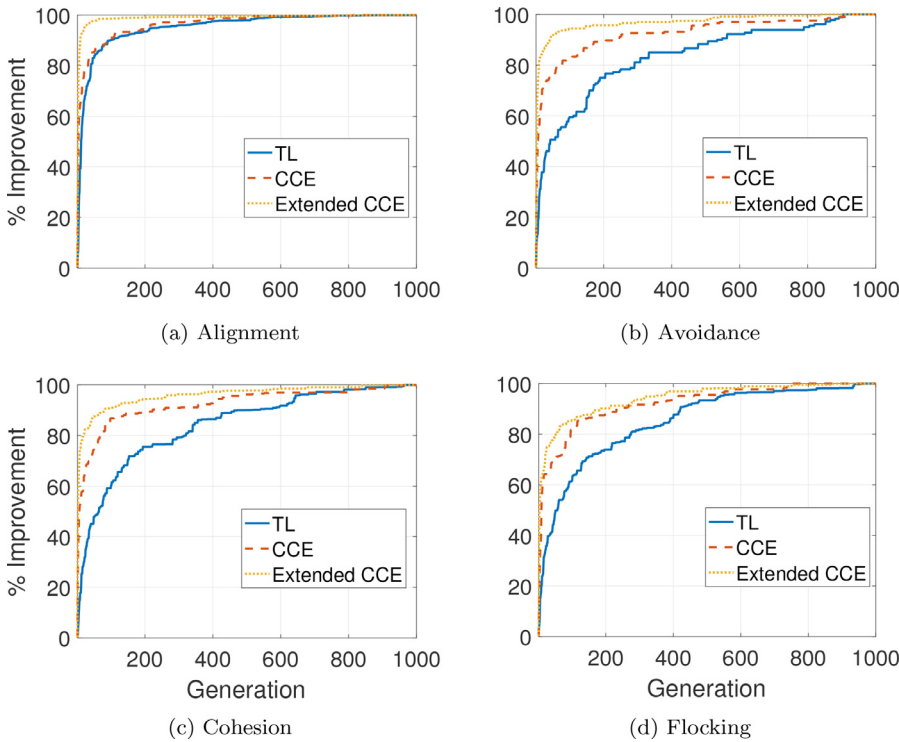 100
80
60
40
20
0
% Improvement
TL
CCE
Extended CCE
200 400 600 800 1000
(a) Alignment
100
80
60
40
20
0
TL
CCE
Extended CCE
200 400 600 800 1000
(b) Avoidance
100
80
60
40
20
0
% Improvement
TL
CCE
Extended CCE
200 400 600 800 1000
Generation
(c) Cohesion
100
80
60
40
20
0
TL
CCE
Extended CCE
200 400 600 800 1000
Generation
(d) Flocking